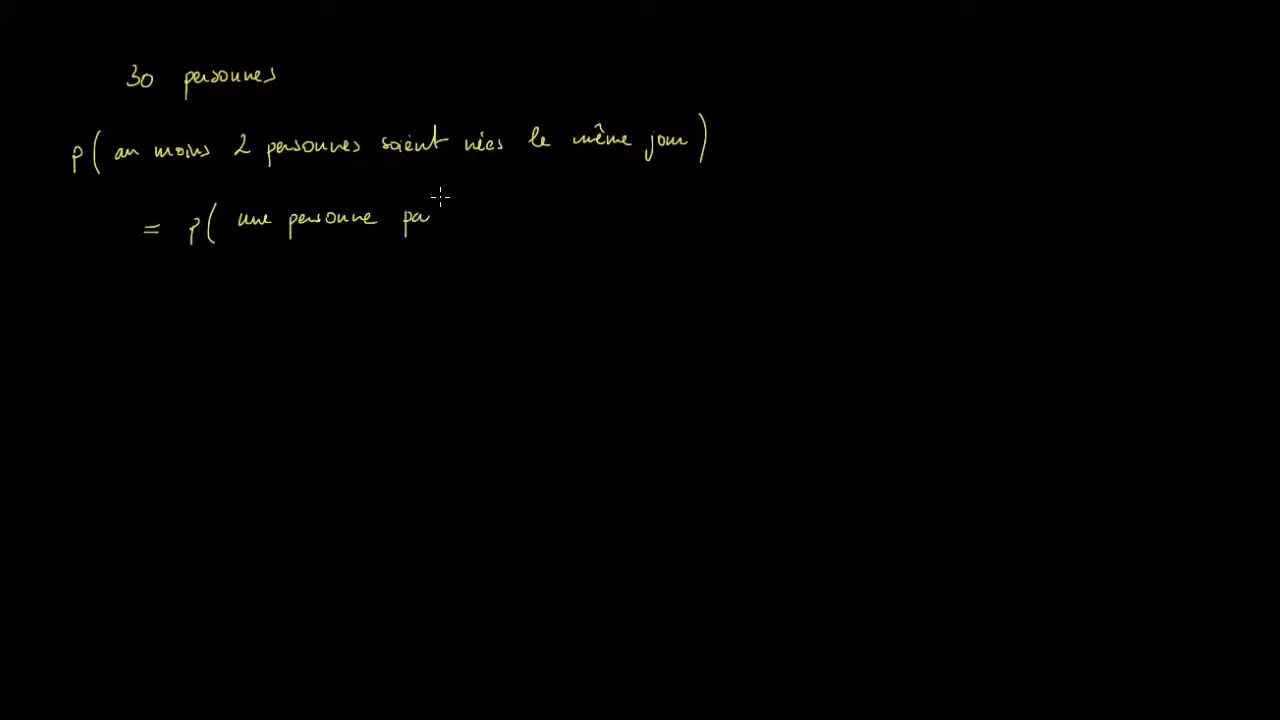 30 personnes
P( au moins 2 personnes soient nées le même jour)
= P( une personne pa